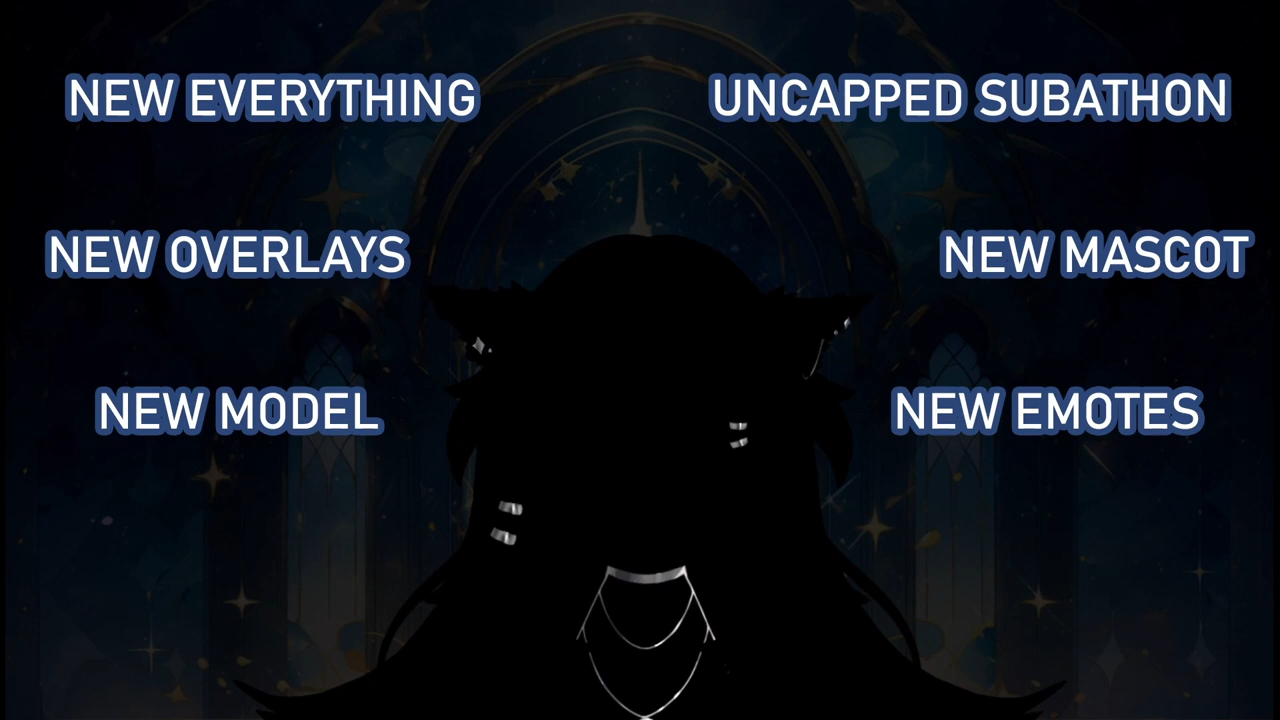 NEW EVERYTHING
NEW OVERLAYS
NEW MODEL
UNCAPPED SUBATHON
NEW MASCOT
NEW EMOTES